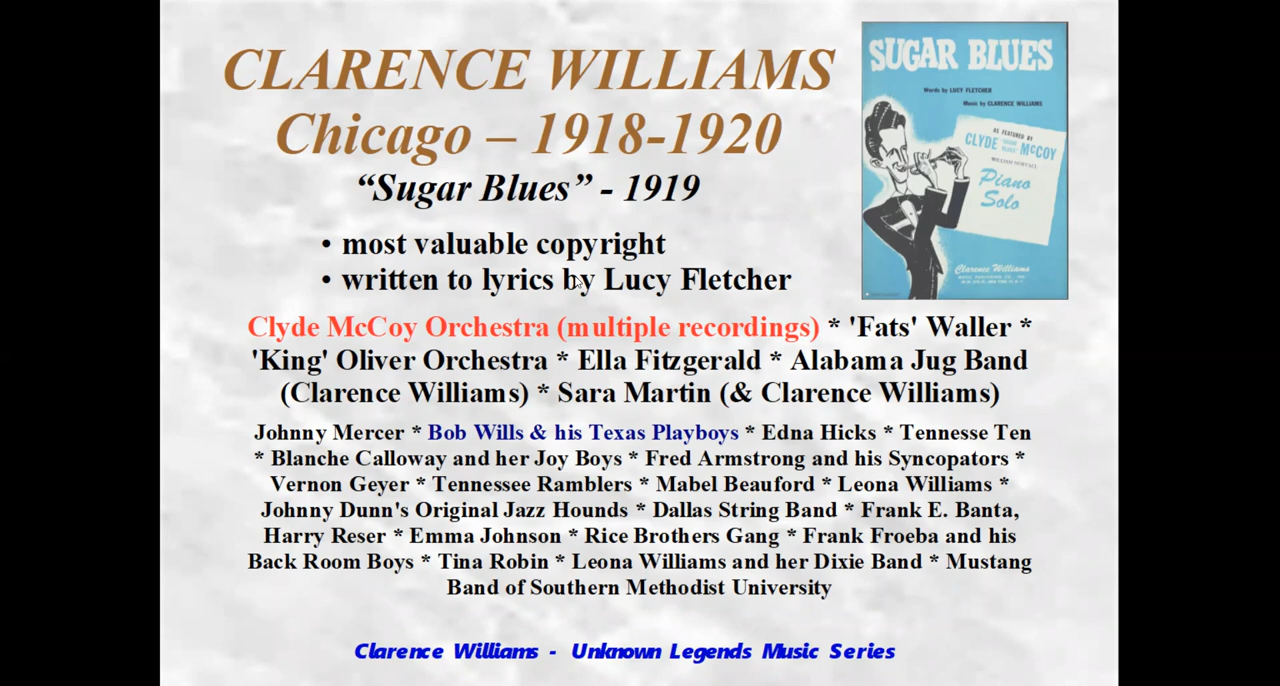 CLARENCE WILLIAMS
Chicago – 1918-1920
“Sugar Blues” - 1919
• most valuable copyright
• written to lyrics by Lucy Fletcher
SUGAR BLUES
Words by LUCY FLETCHER
Music by CLARENCE WILLIAMS
AS FEATURED BY
CLYDE "SUGAR BLUES" McCOY
Piano
Solo
Clarence Williams
Clyde McCoy Orchestra (multiple recordings) * 'Fats' Waller *
'King' Oliver Orchestra * Ella Fitzgerald * Alabama Jug Band
(Clarence Williams) * Sara Martin (& Clarence Williams)
Johnny Mercer * Bob Wills & his Texas Playboys * Edna Hicks * Tennesse Ten
* Blanche Calloway and her Joy Boys * Fred Armstrong and his Syncopators *
Vernon Geyer * Tennessee Ramblers * Mabel Beauford * Leona Williams *
Johnny Dunn's Original Jazz Hounds * Dallas String Band * Frank E. Banta,
Harry Reser * Emma Johnson * Rice Brothers Gang * Frank Froeba and his
Back Room Boys * Tina Robin * Leona Williams and her Dixie Band * Mustang
Band of Southern Methodist University
Clarence Williams - Unknown Legends Music Series